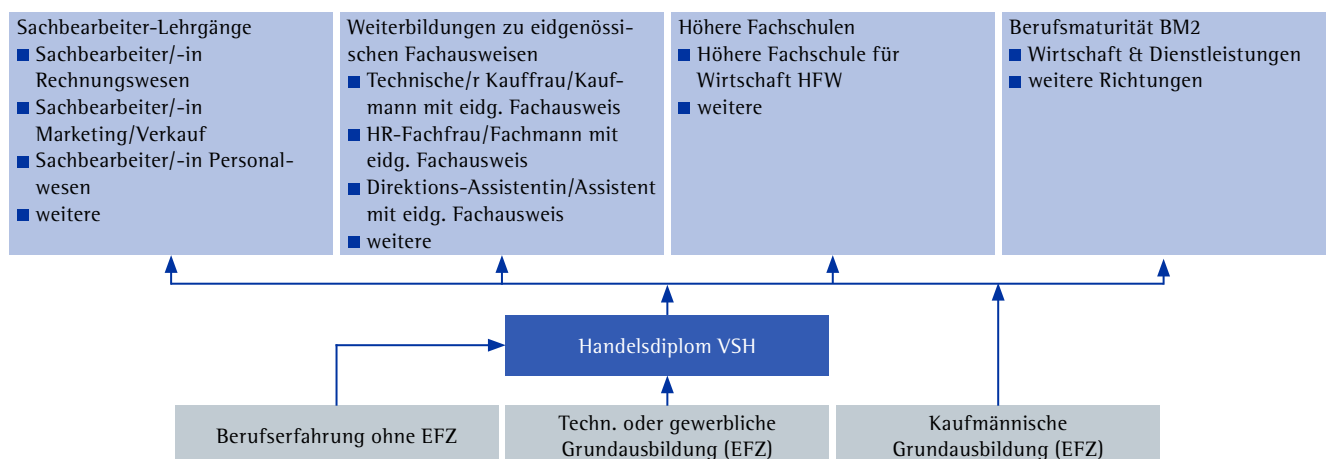 Sachbearbeiter-Lehrgänge
Sachbearbeiter/-in
Rechnungswesen
Sachbearbeiter/-in
Marketing/Verkauf
Sachbearbeiter/-in Personal-
wesen
weitere
Weiterbildungen zu eidgenössi-
schen Fachausweisen
Technische/r Kauffrau/Kauf-
mann mit eidg. Fachausweis
HR-Fachfrau/Fachmann mit
eidg. Fachausweis
Direktions-Assistentin/Assistent
mit eidg. Fachausweis
weitere
Höhere Fachschulen
Höhere Fachschule für
Wirtschaft HFW
weitere
Berufsmaturität BM2
Wirtschaft & Dienstleistungen
weitere Richtungen
Handelsdiplom VSH
Berufserfahrung ohne EFZ
Techn. oder gewerbliche
Grundausbildung (EFZ)
Kaufmännische
Grundausbildung (EFZ)